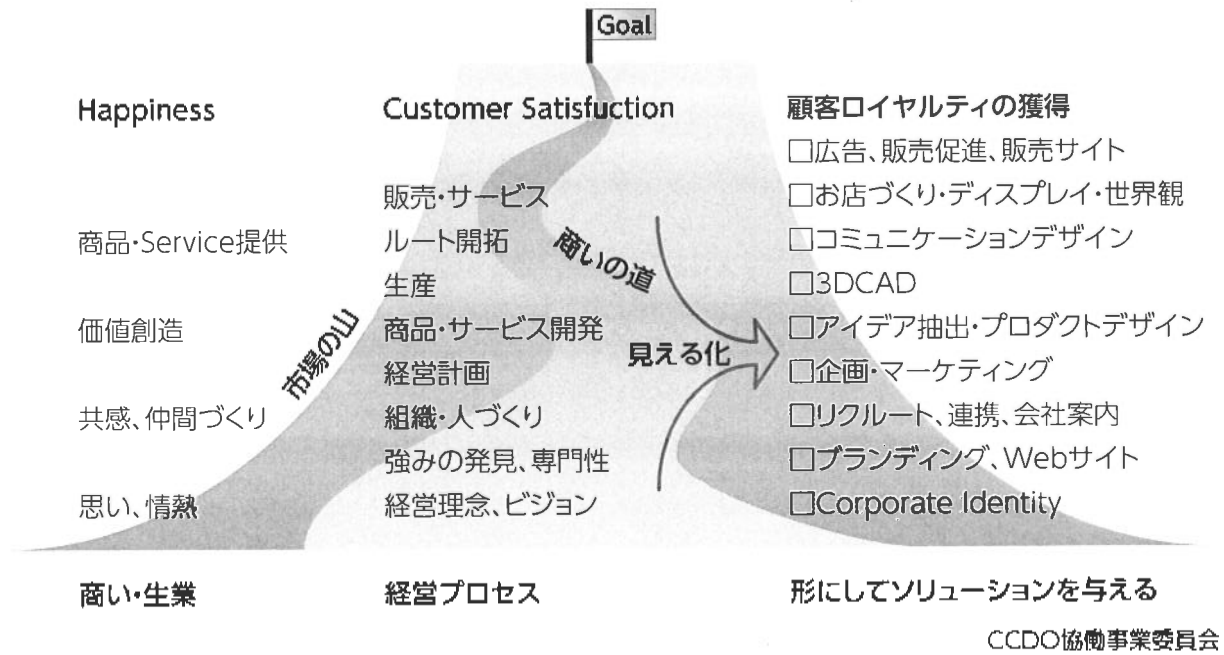 Goal
Happiness
Customer Satisfuction
顧客ロイヤルティの獲得
□広告、販売促進、販売サイト
販売・サービス
□お店づくり・ディスプレイ・世界観
商品・Service提供
ルート開拓
商いの道
□コミュニケーションデザイン
生産
□3DCAD
価値創造
市場の山
商品・サービス開発
見える化
□アイデア抽出・プロダクトデザイン
経営計画
□企画・マーケティング
共感、仲間づくり
組織・人づくり
□リクルート、連携、会社案内
強みの発見、専門性
□ブランディング、Webサイト
思い、情熱
経営理念、ビジョン
□Corporate Identity
商い・生業
経営プロセス
形にしてソリューションを与える
CCDO協働事業委員会